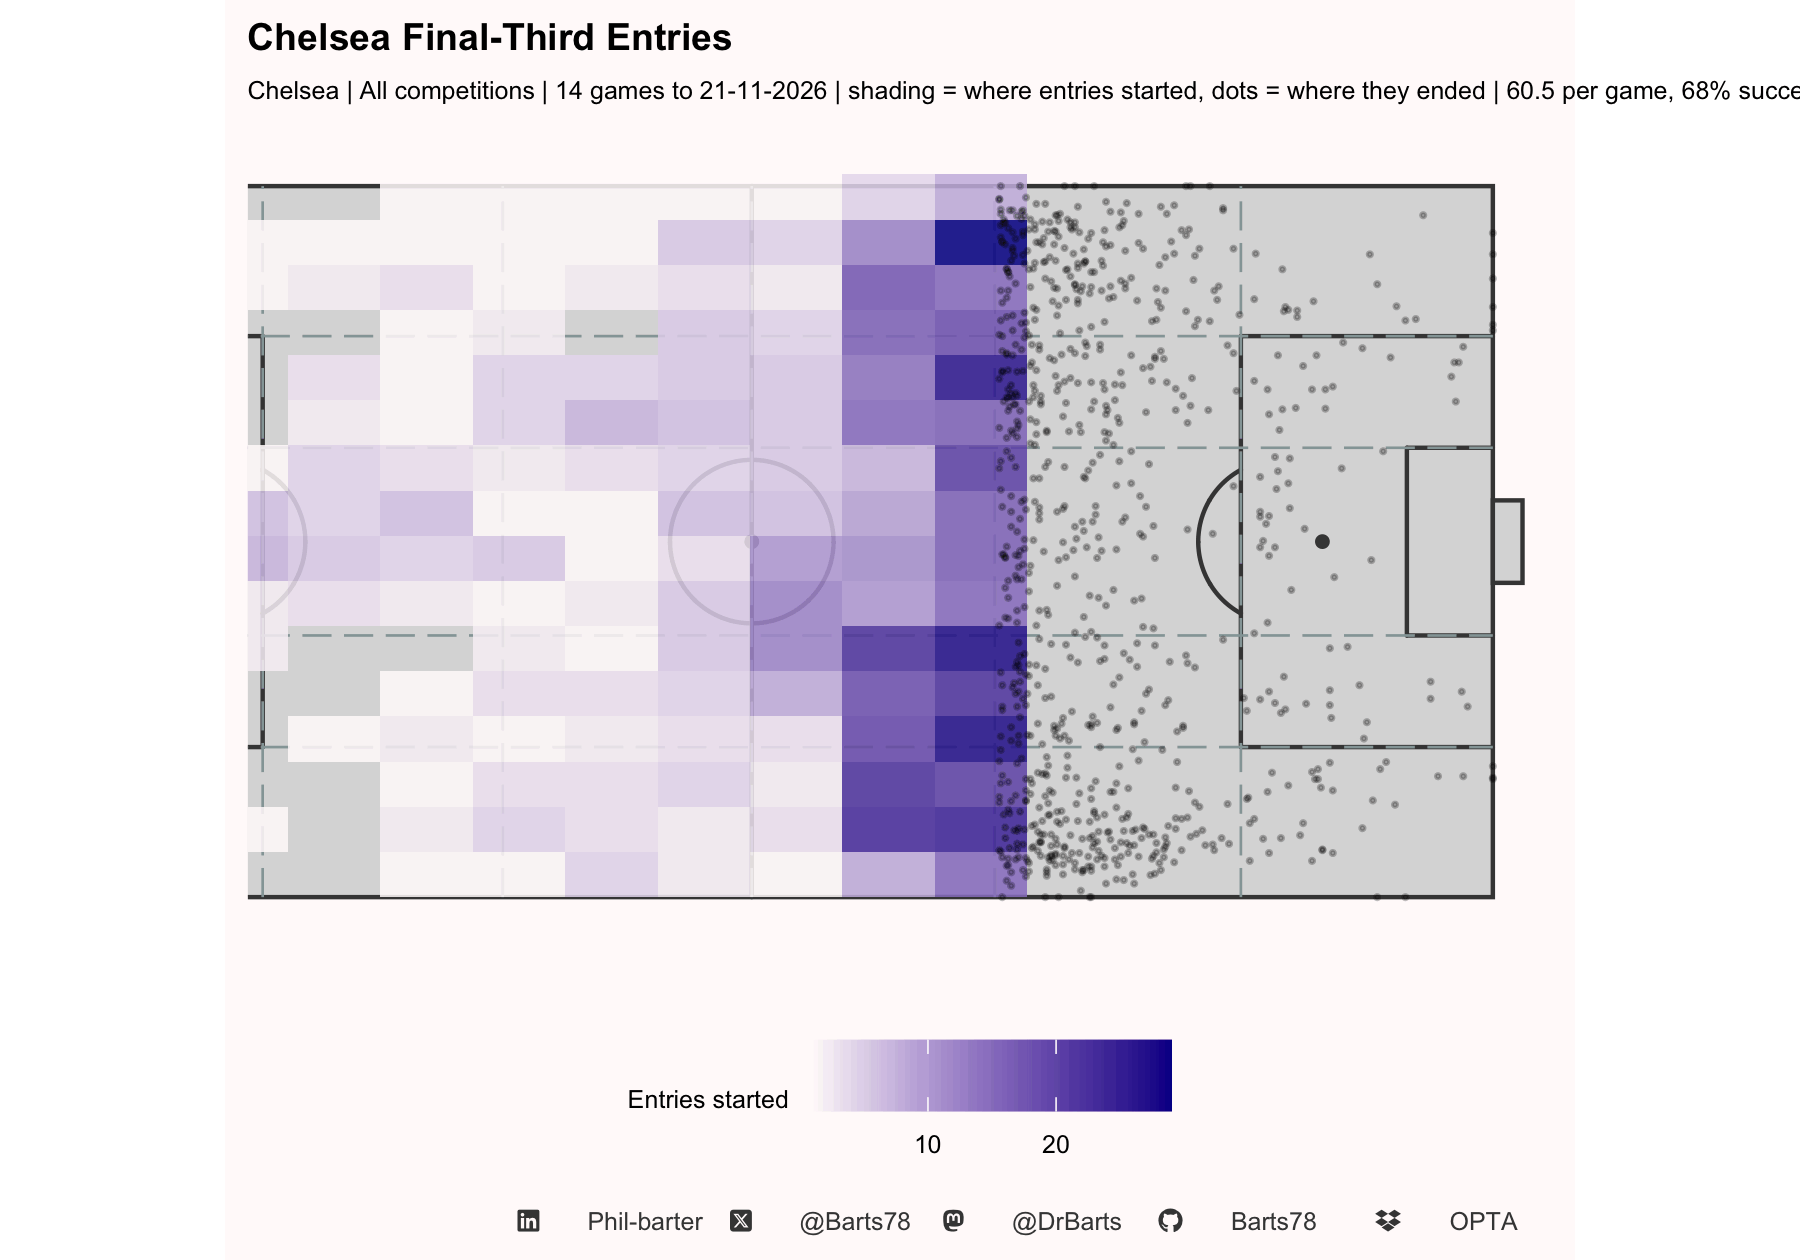 Chelsea Final-Third Entries
Chelsea | All competitions | 14 games to 21-11-2026 | shading = where entries started, dots = where they ended | 60.5 per game, 68% succe
Entries started
10 20
Phil-barter @Barts78 @DrBarts Barts78 OPTA